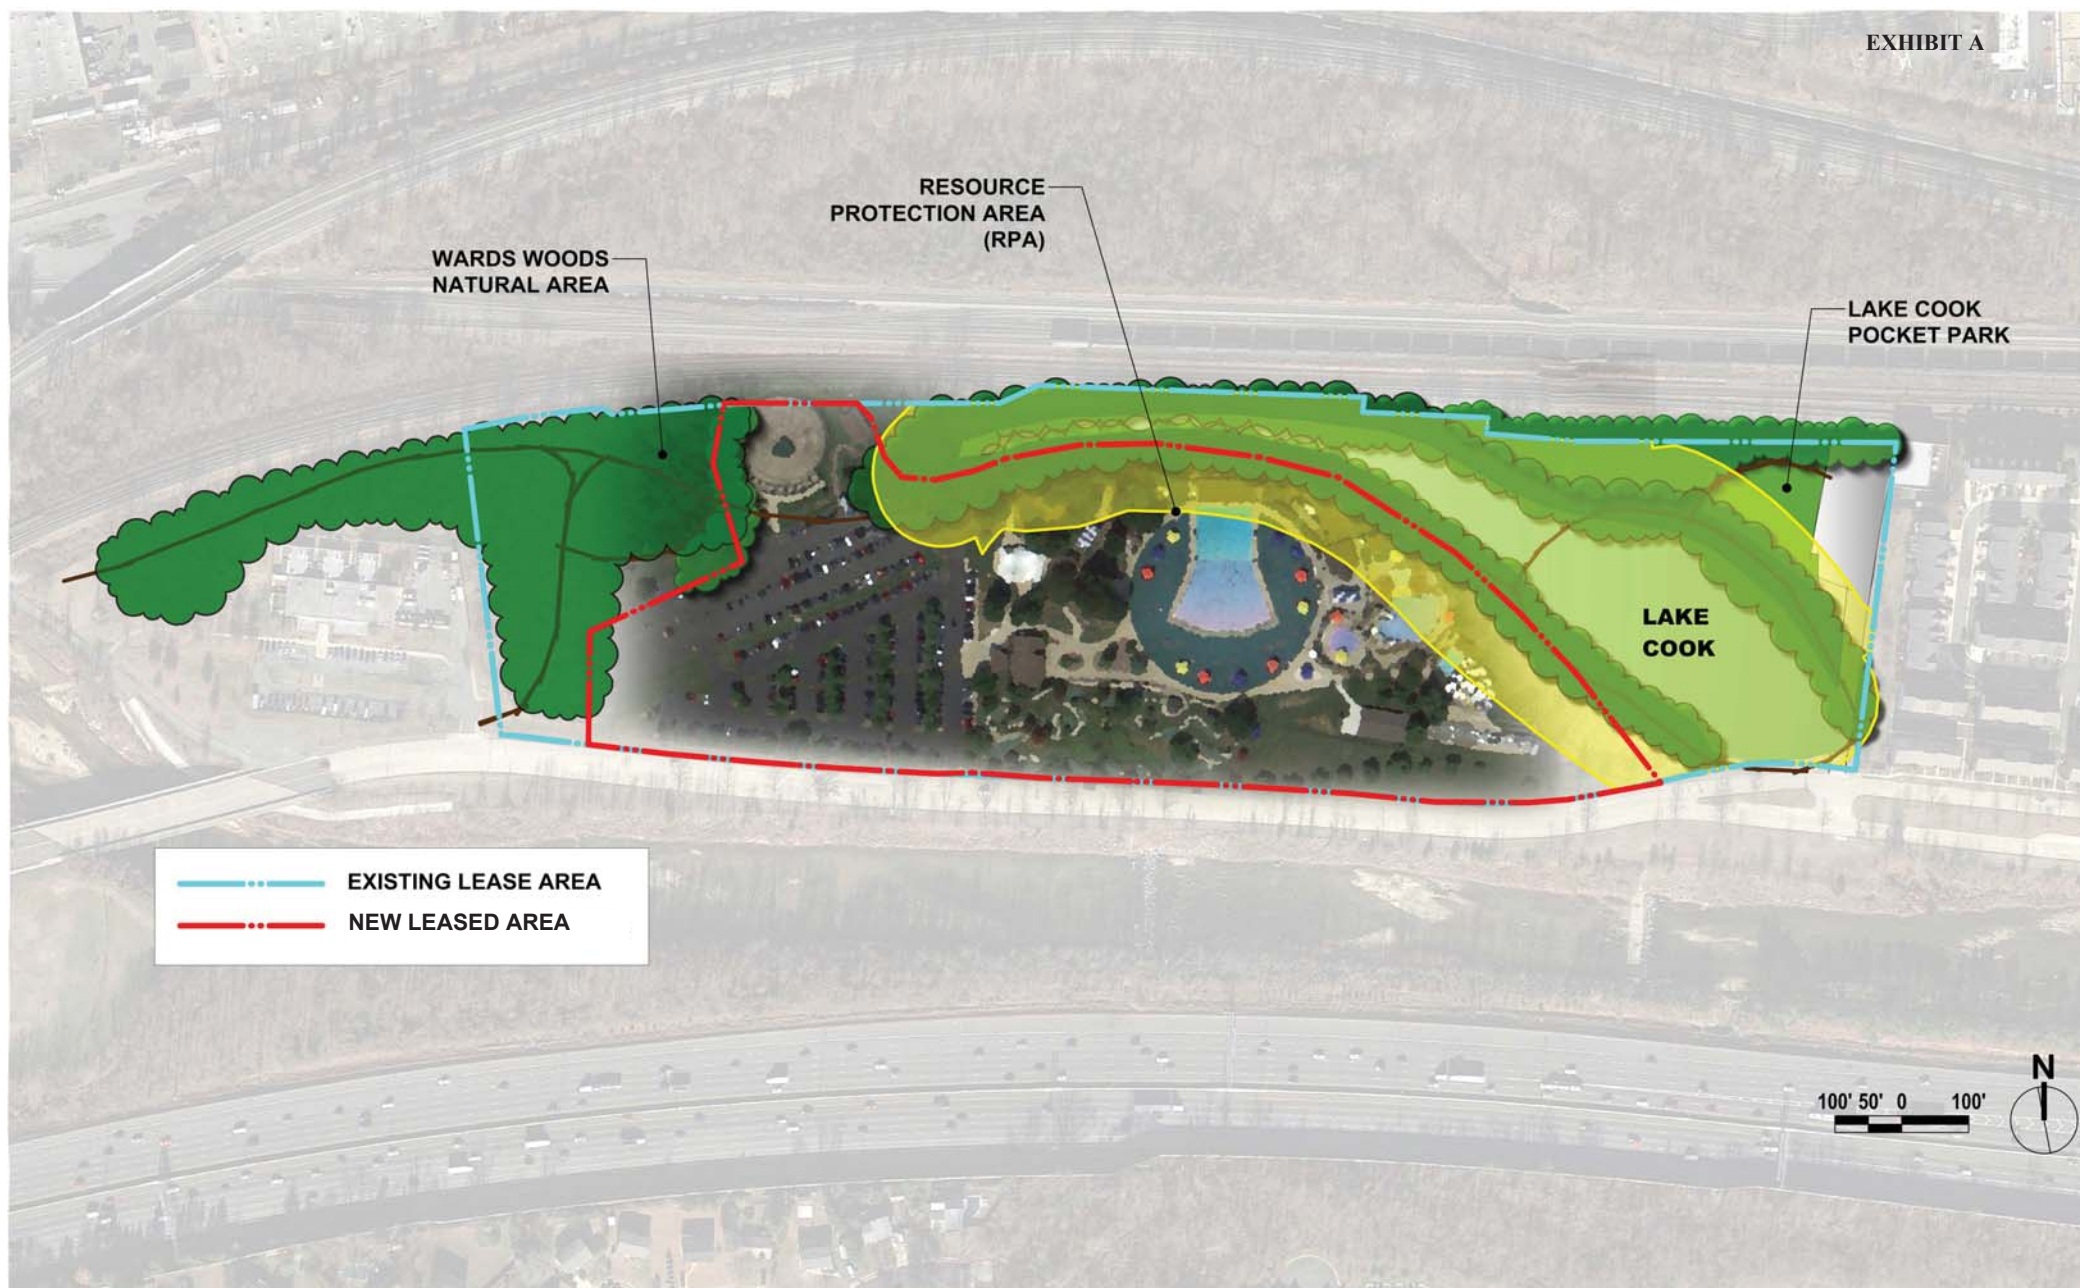 EXHIBIT A
RESOURCE
PROTECTION AREA
(RPA)
WARDS WOODS
NATURAL AREA
LAKE COOK
POCKET PARK
LAKE
COOK
EXISTING LEASE AREA
NEW LEASED AREA
N
100' 50' 0 100'